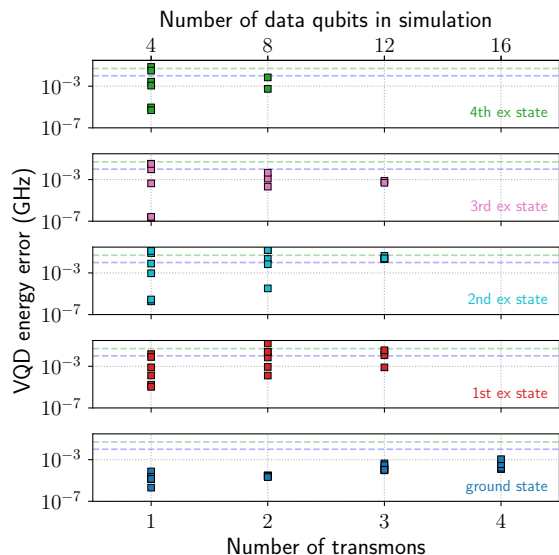 Number of data qubits in simulation
4 8 12 16
VQD energy error (GHz)
10⁻³
4th ex state
10⁻⁷
10⁻³
3rd ex state
10⁻⁷
10⁻³
2nd ex state
10⁻⁷
10⁻³
1st ex state
10⁻⁷
10⁻³
ground state
10⁻⁷
1 2 3 4
Number of transmons